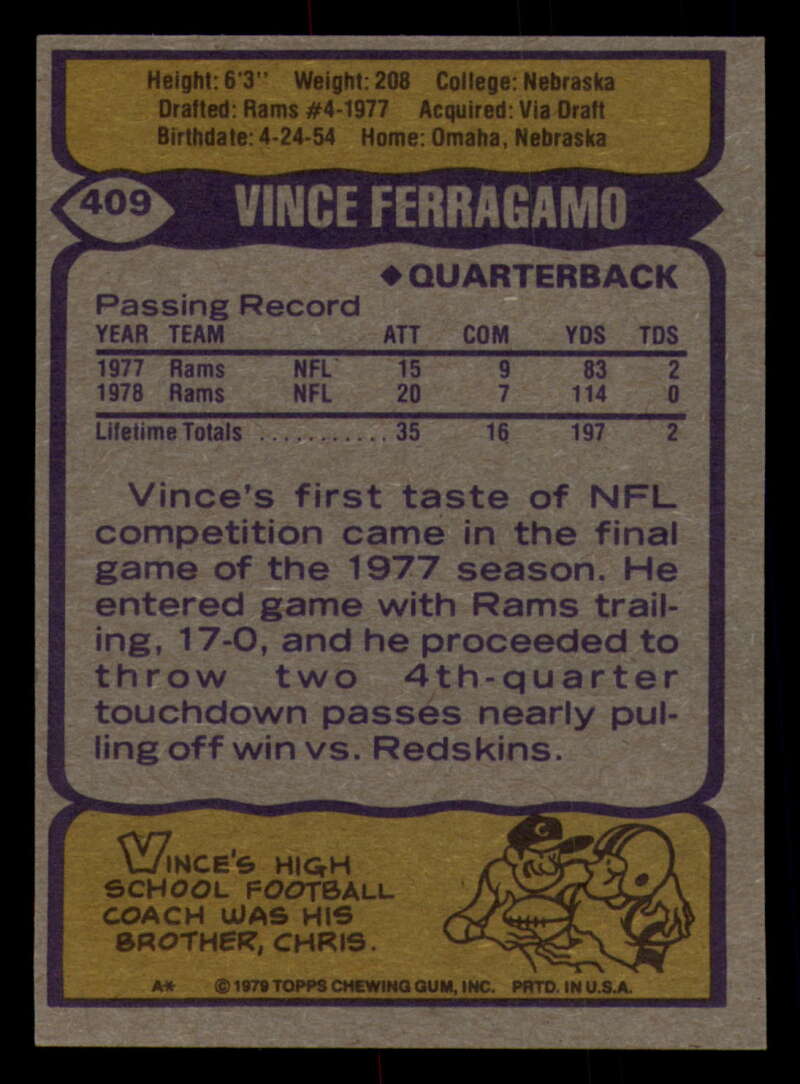 Height: 6'3" Weight: 208 College: Nebraska
Drafted: Rams #4-1977 Acquired: Via Draft
Birthdate: 4-24-54 Home: Omaha, Nebraska
409 VINCE FERRAGAMO
♦ QUARTERBACK
Passing Record
YEAR TEAM ATT COM YDS TDS
1977 Rams NFL 15 9 83 2
1978 Rams NFL 20 7 114 0
Lifetime Totals ........... 35 16 197 2
Vince's first taste of NFL
competition came in the final
game of the 1977 season. He
entered game with Rams trail-
ing, 17-0, and he proceeded to
throw two 4th-quarter
touchdown passes nearly pul-
ling off win vs. Redskins.
VINCE'S HIGH
SCHOOL FOOTBALL
COACH WAS HIS
BROTHER, CHRIS.
C
A* © 1979 TOPPS CHEWING GUM, INC. PRTD. IN U.S.A.